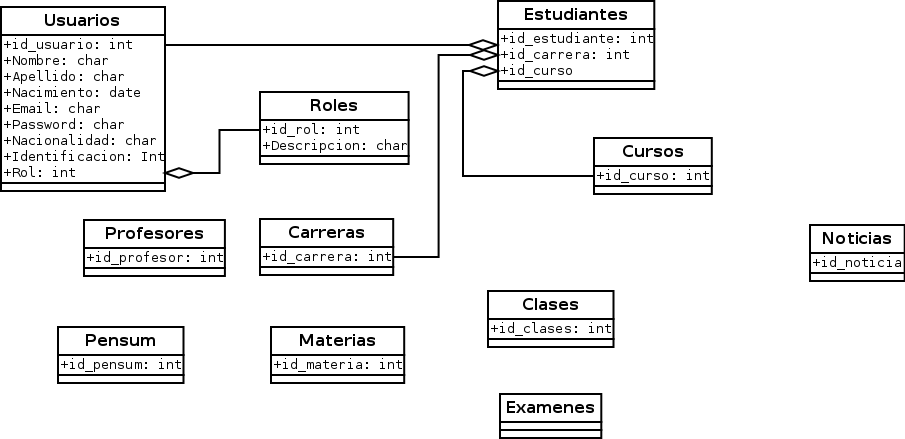 Usuarios
+id_usuario: int
+Nombre: char
+Apellido: char
+Nacimiento: date
+Email: char
+Password: char
+Nacionalidad: char
+Identificacion: Int
+Rol: int
Estudiantes
+id_estudiante: int
+id_carrera: int
+id_curso
Roles
+id_rol: int
+Descripcion: char
Cursos
+id_curso: int
Profesores
+id_profesor: int
Carreras
+id_carrera: int
Noticias
+id_noticia
Clases
+id_clases: int
Pensum
+id_pensum: int
Materias
+id_materia: int
Examenes